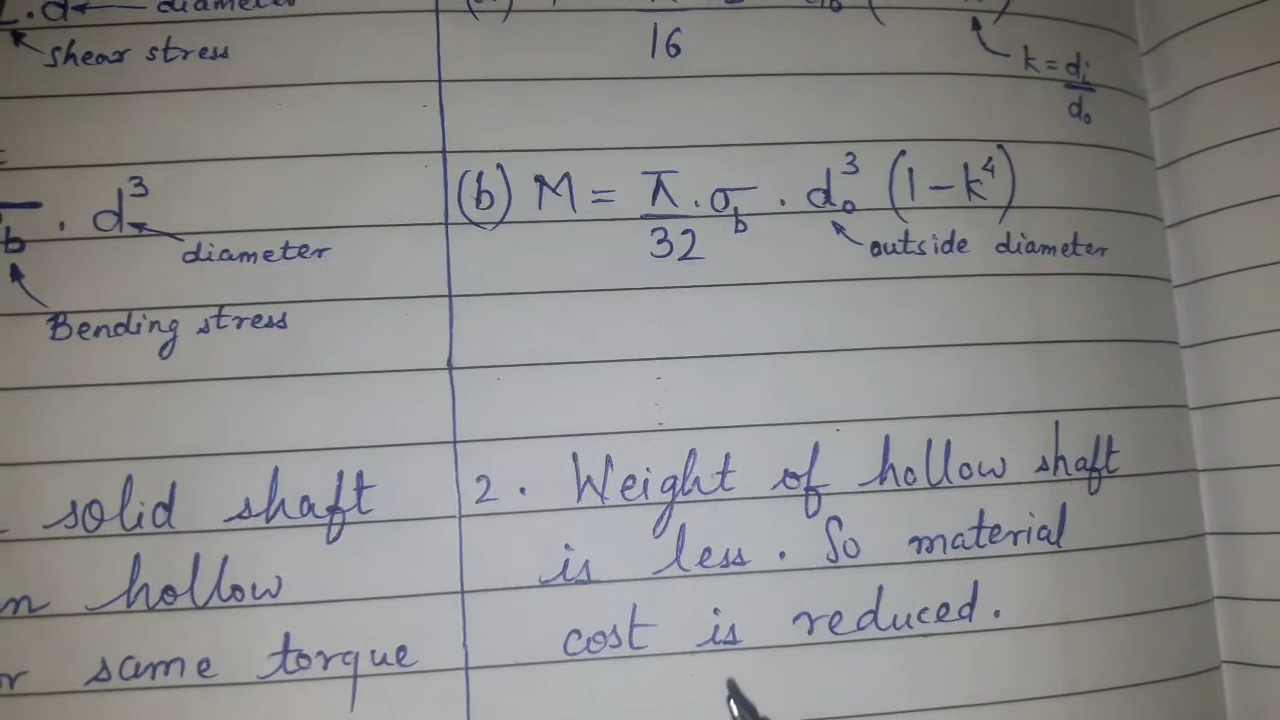 d ← diameter
shear stress
. d³
diameter
b
Bending stress
solid shaft
hollow
same torque
16
k = di/do
(b) M = π/32 . σb . do³ (1 − k⁴)
outside diameter
2. Weight of hollow shaft
is less. So material
cost is reduced.